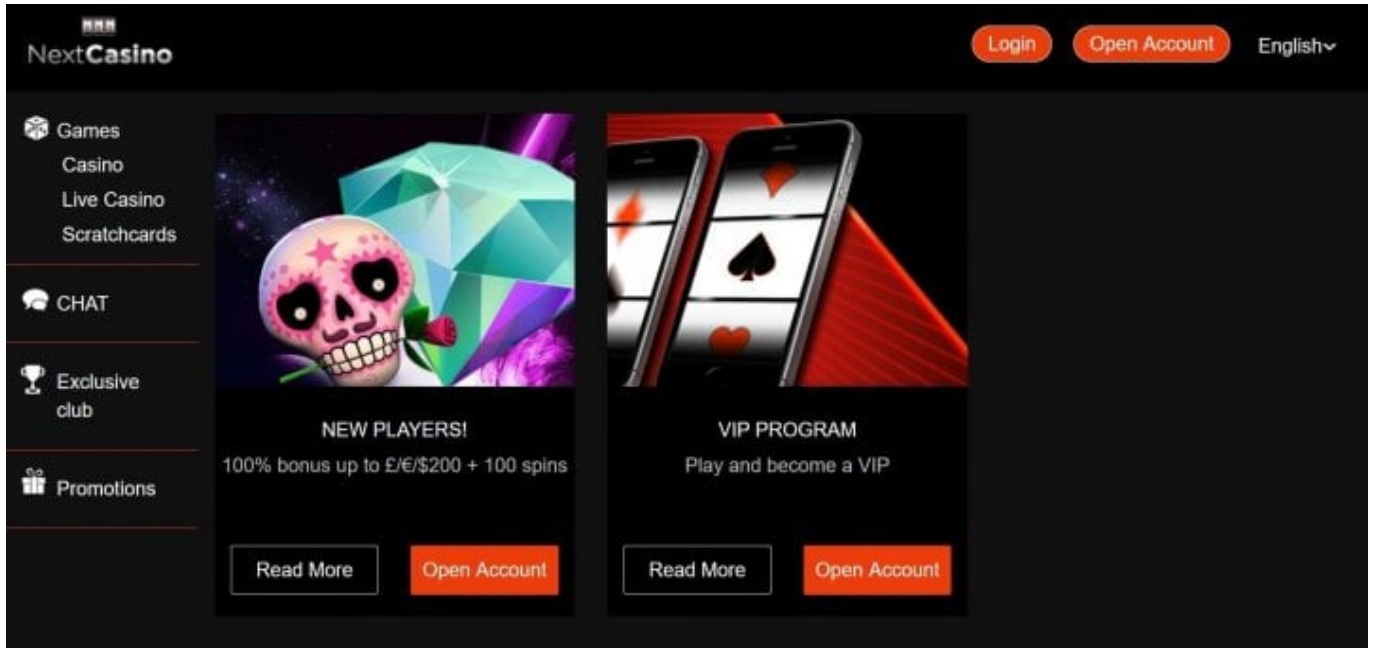 NextCasino
Login
Open Account
English
Games
Casino
Live Casino
Scratchcards
CHAT
Exclusive
club
Promotions
NEW PLAYERS!
100% bonus up to £/€/$200 + 100 spins
Read More
Open Account
VIP PROGRAM
Play and become a VIP
Read More
Open Account